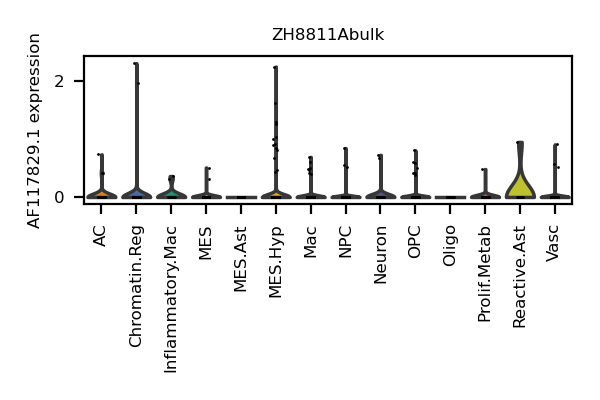 ZH8811Abulk
AF117829.1 expression
2
0
AC
Chromatin.Reg
Inflammatory.Mac
MES
MES.Ast
MES.Hyp
Mac
NPC
Neuron
OPC
Oligo
Prolif.Metab
Reactive.Ast
Vasc